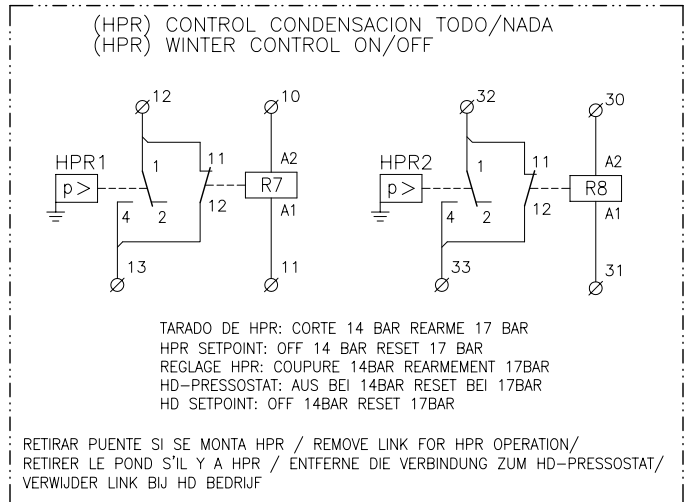 (HPR) CONTROL CONDENSACION TODO/NADA
(HPR) WINTER CONTROL ON/OFF
12 10 32 30
HPR1 1 11 A2 HPR2 1 11 A2
p> R7 p> R8
4 2 12 A1 4 2 12 A1
13 11 33 31
TARADO DE HPR: CORTE 14 BAR REARME 17 BAR
HPR SETPOINT: OFF 14 BAR RESET 17 BAR
REGLAGE HPR: COUPURE 14BAR REARMEMENT 17BAR
HD-PRESSOSTAT: AUS BEI 14BAR RESET BEI 17BAR
HD SETPOINT: OFF 14BAR RESET 17BAR
RETIRAR PUENTE SI SE MONTA HPR / REMOVE LINK FOR HPR OPERATION/
RETIRER LE POND S'IL Y A HPR / ENTFERNE DIE VERBINDUNG ZUM HD-PRESSOSTAT/
VERWIJDER LINK BIJ HD BEDRIJF